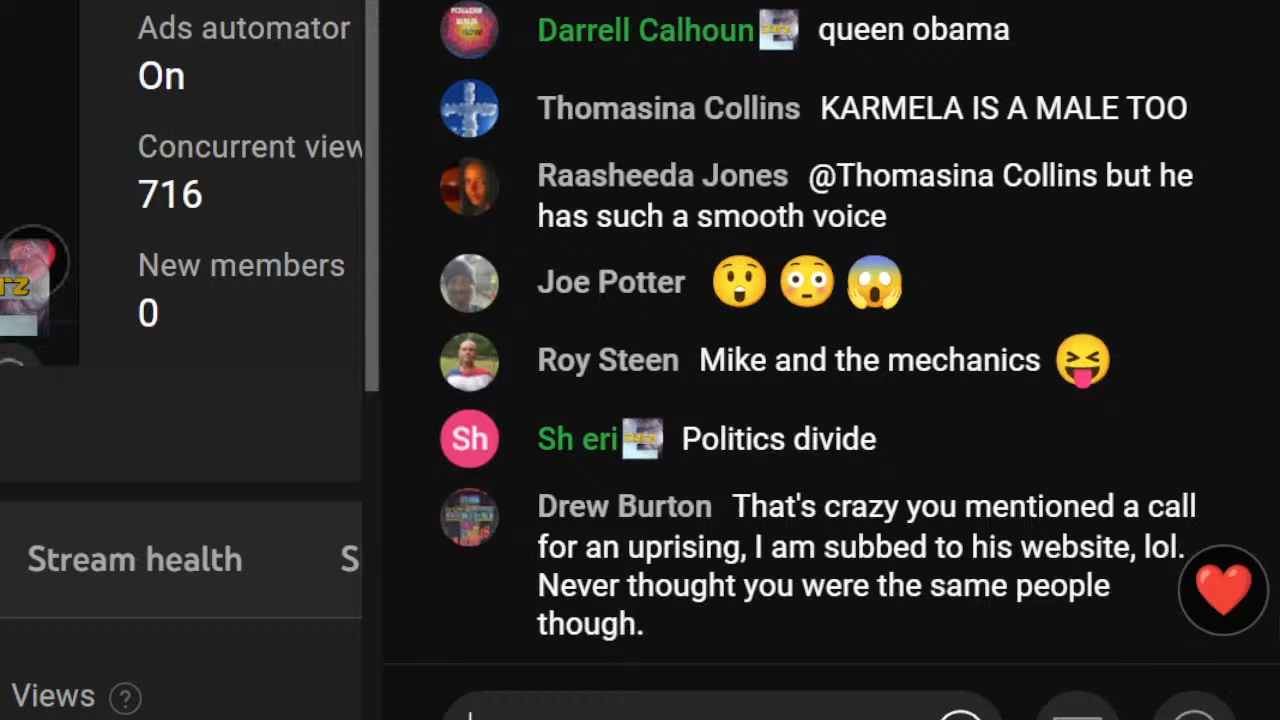 Ads automator
On
Concurrent view
716
New members
0
Stream health
S
Views ?
Darrell Calhoun queen obama
Thomasina Collins KARMELA IS A MALE TOO
Raasheeda Jones @Thomasina Collins but he
has such a smooth voice
Joe Potter 😲 😳 😱
Roy Steen Mike and the mechanics 😝
Sh Sh eri Politics divide
Drew Burton That's crazy you mentioned a call
for an uprising, I am subbed to his website, lol.
Never thought you were the same people
though.